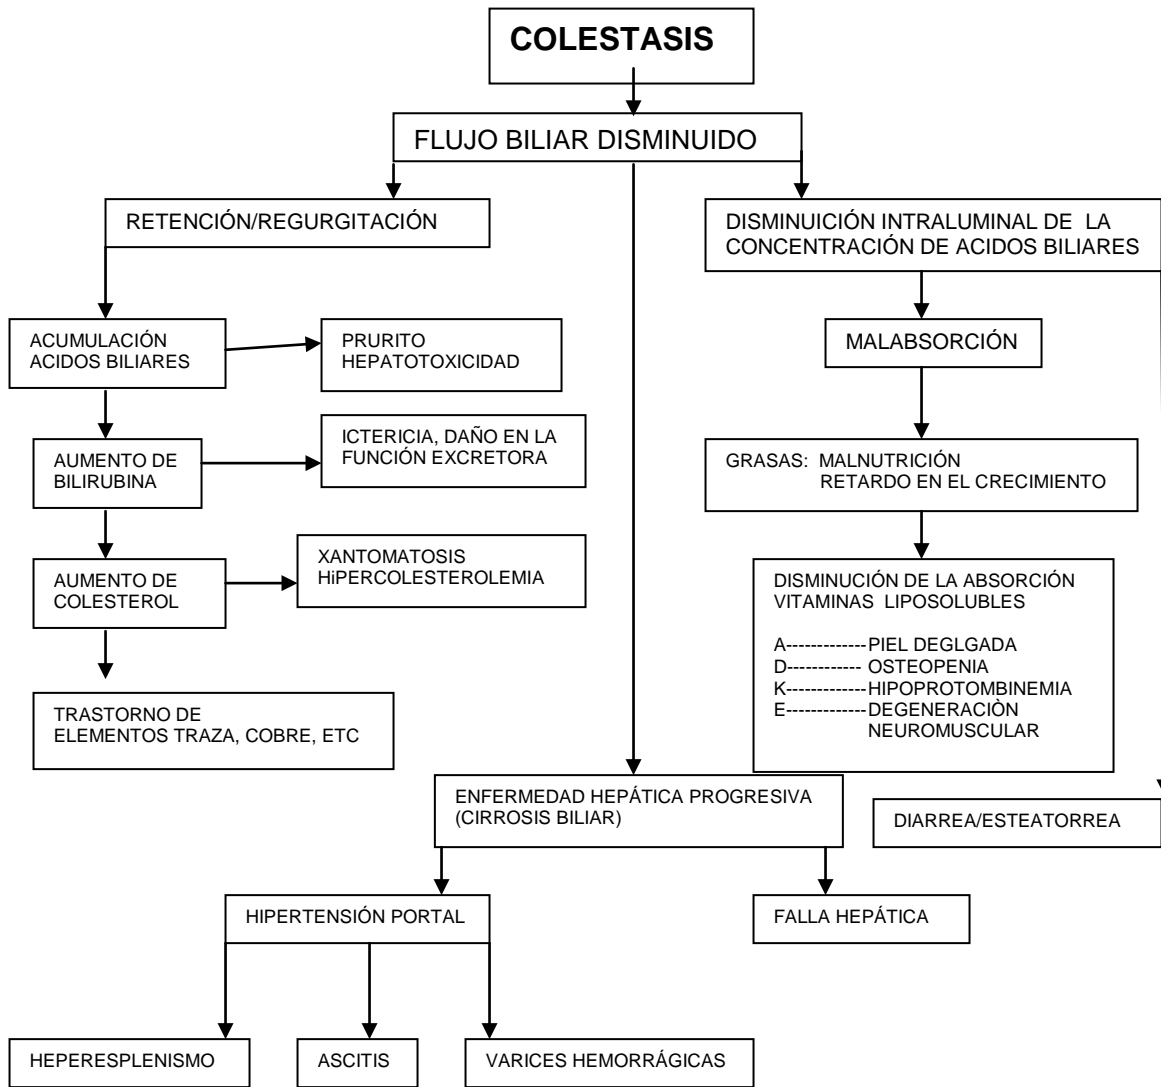 COLESTASIS
FLUJO BILIAR DISMINUIDO
RETENCIÓN/REGURGITACIÓN
DISMINUICIÓN INTRALUMINAL DE LA
CONCENTRACIÓN DE ACIDOS BILIARES
ACUMULACIÓN
ACIDOS BILIARES
PRURITO
HEPATOTOXICIDAD
MALABSORCIÓN
AUMENTO DE
BILIRUBINA
ICTERICIA, DAÑO EN LA
FUNCIÓN EXCRETORA
GRASAS: MALNUTRICIÓN
RETARDO EN EL CRECIMIENTO
AUMENTO DE
COLESTEROL
XANTOMATOSIS
HiPERCOLESTEROLEMIA
DISMINUCIÓN DE LA ABSORCIÓN
VITAMINAS LIPOSOLUBLES
A-------------PIEL DEGLGADA
D------------ OSTEOPENIA
K-------------HIPOPROTOMBINEMIA
E-------------DEGENERACIÒN
NEUROMUSCULAR
TRASTORNO DE
ELEMENTOS TRAZA, COBRE, ETC
ENFERMEDAD HEPÁTICA PROGRESIVA
(CIRROSIS BILIAR)
DIARREA/ESTEATORREA
HIPERTENSIÓN PORTAL
FALLA HEPÁTICA
HEPERESPLENISMO
ASCITIS
VARICES HEMORRÁGICAS